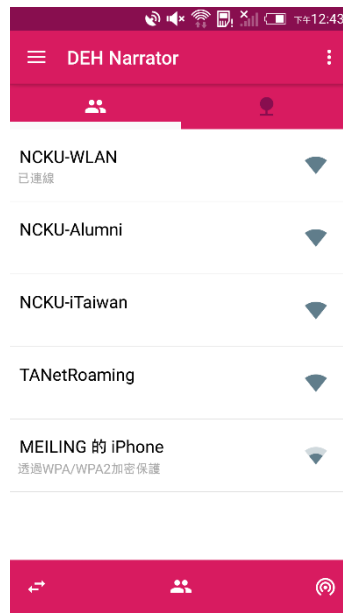 下午12:43
DEH Narrator
NCKU-WLAN
已連線
NCKU-Alumni
NCKU-iTaiwan
TANetRoaming
MEILING 的 iPhone
透過WPA/WPA2加密保護